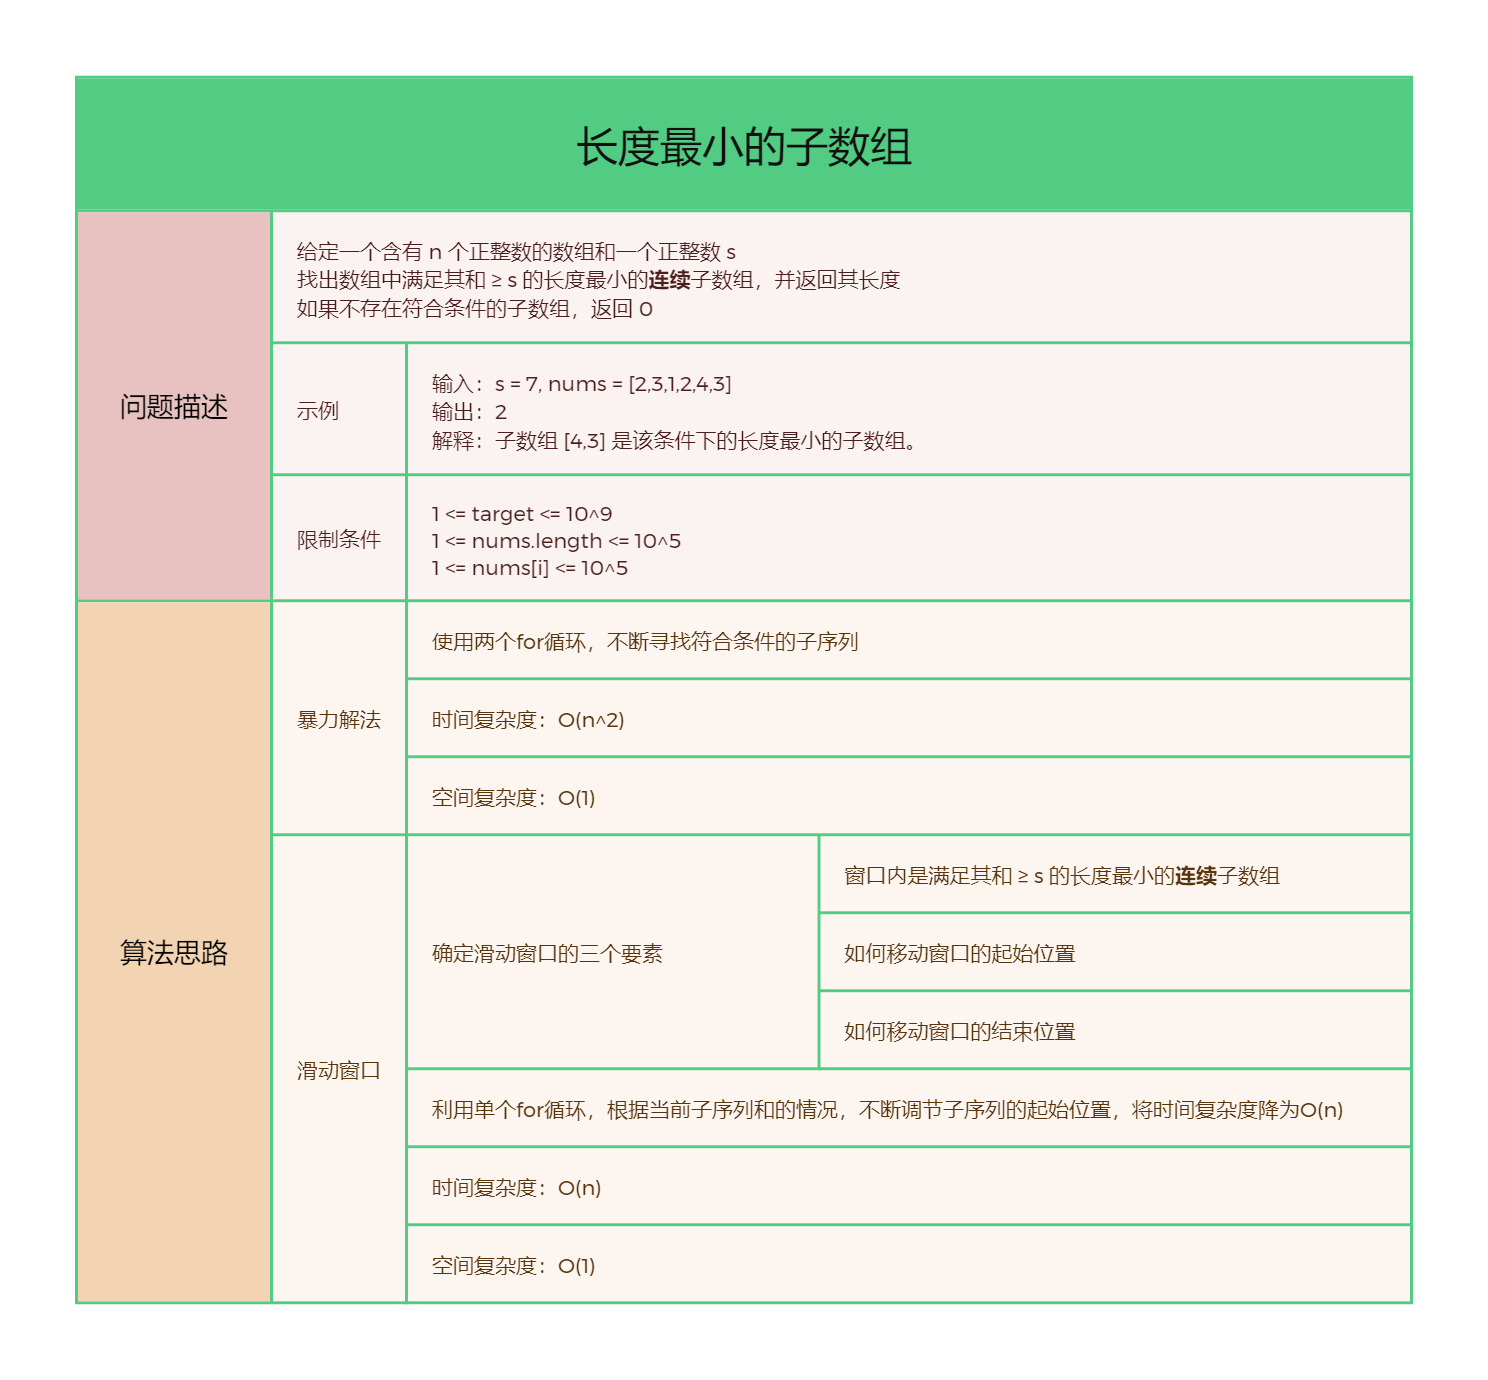 长度最小的子数组
问题描述
给定一个含有 n 个正整数的数组和一个正整数 s
找出数组中满足其和 ≥ s 的长度最小的连续子数组，并返回其长度
如果不存在符合条件的子数组，返回 0
示例
输入：s = 7, nums = [2,3,1,2,4,3]
输出：2
解释：子数组 [4,3] 是该条件下的长度最小的子数组。
限制条件
1 <= target <= 10^9
1 <= nums.length <= 10^5
1 <= nums[i] <= 10^5
算法思路
暴力解法
使用两个for循环，不断寻找符合条件的子序列
时间复杂度：O(n^2)
空间复杂度：O(1)
滑动窗口
确定滑动窗口的三个要素
窗口内是满足其和 ≥ s 的长度最小的连续子数组
如何移动窗口的起始位置
如何移动窗口的结束位置
利用单个for循环，根据当前子序列和的情况，不断调节子序列的起始位置，将时间复杂度降为O(n)
时间复杂度：O(n)
空间复杂度：O(1)